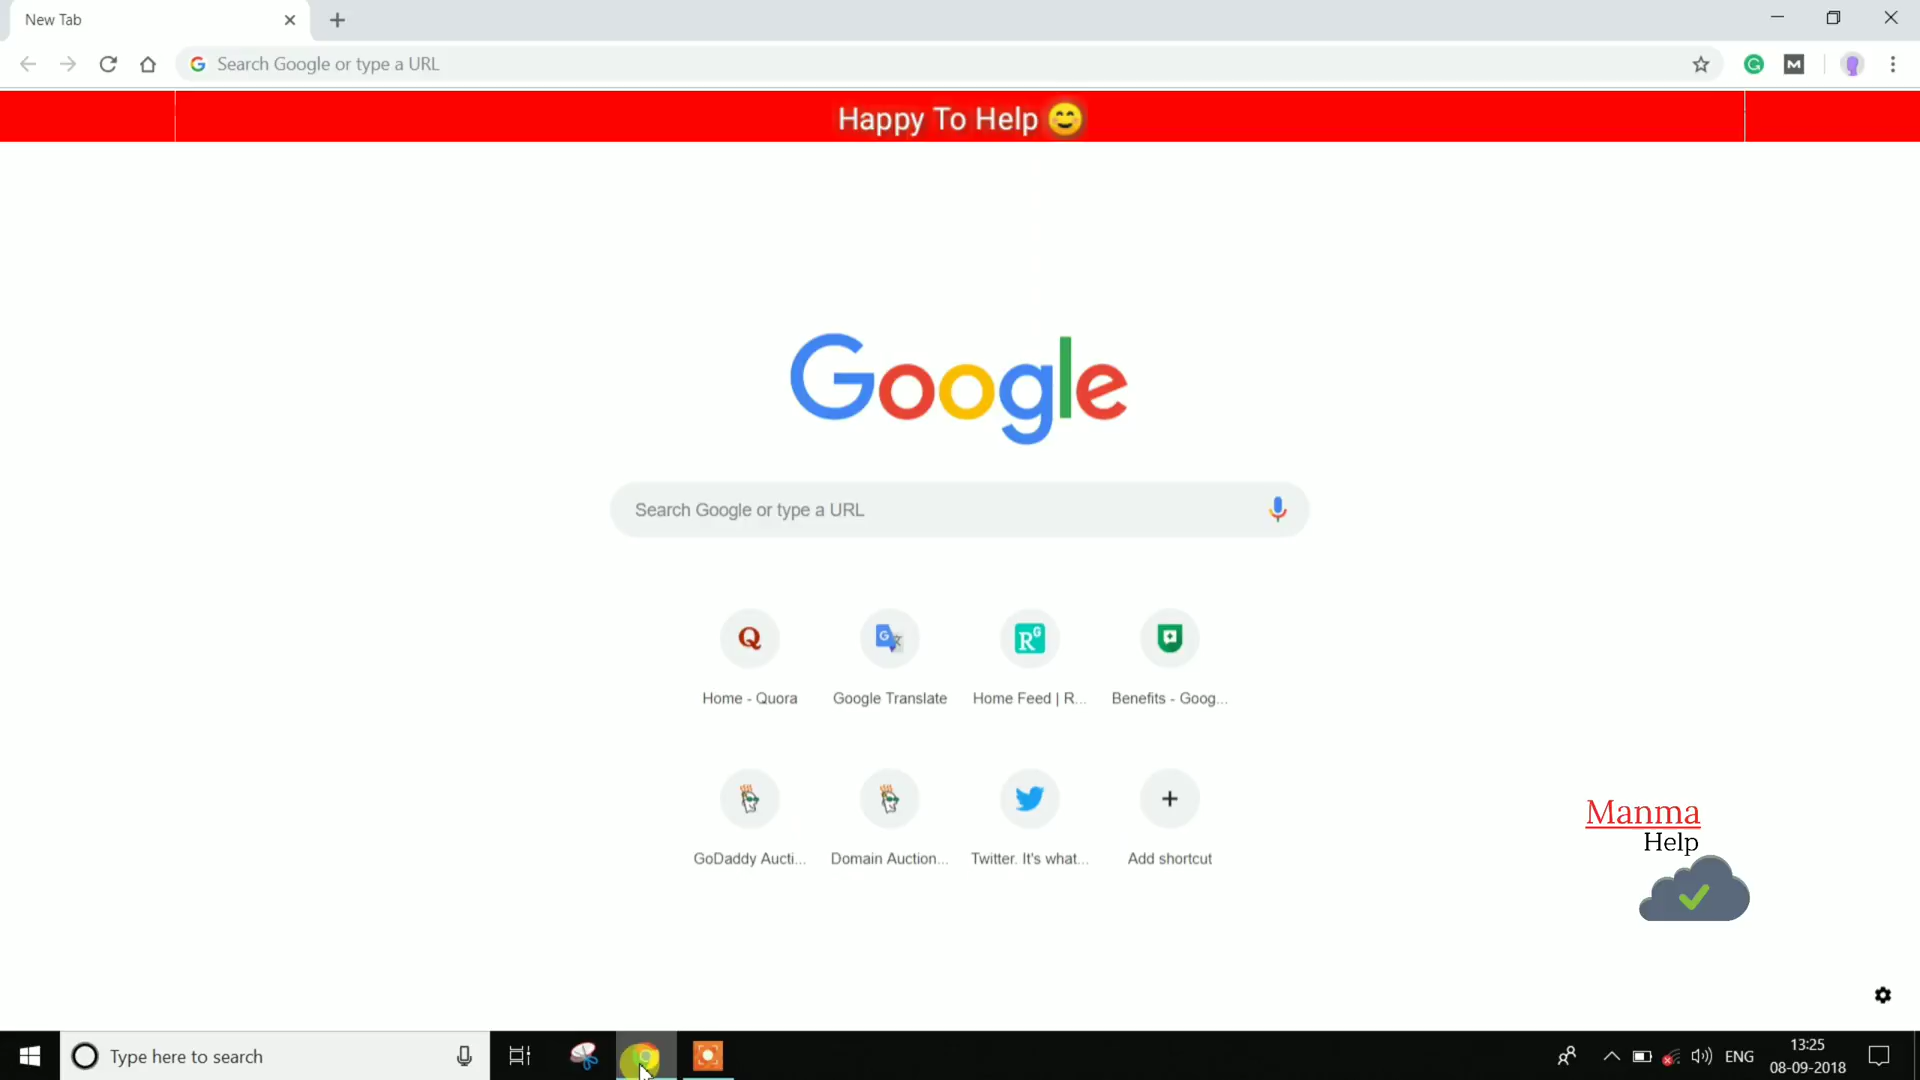 New Tab
Search Google or type a URL
Happy To Help 😊
Google
Search Google or type a URL
Home - Quora
Google Translate
Home Feed | R...
Benefits - Goog...
GoDaddy Aucti...
Domain Auction...
Twitter. It's what...
Add shortcut
Manma
Help
Type here to search
ENG
13:25
08-09-2018